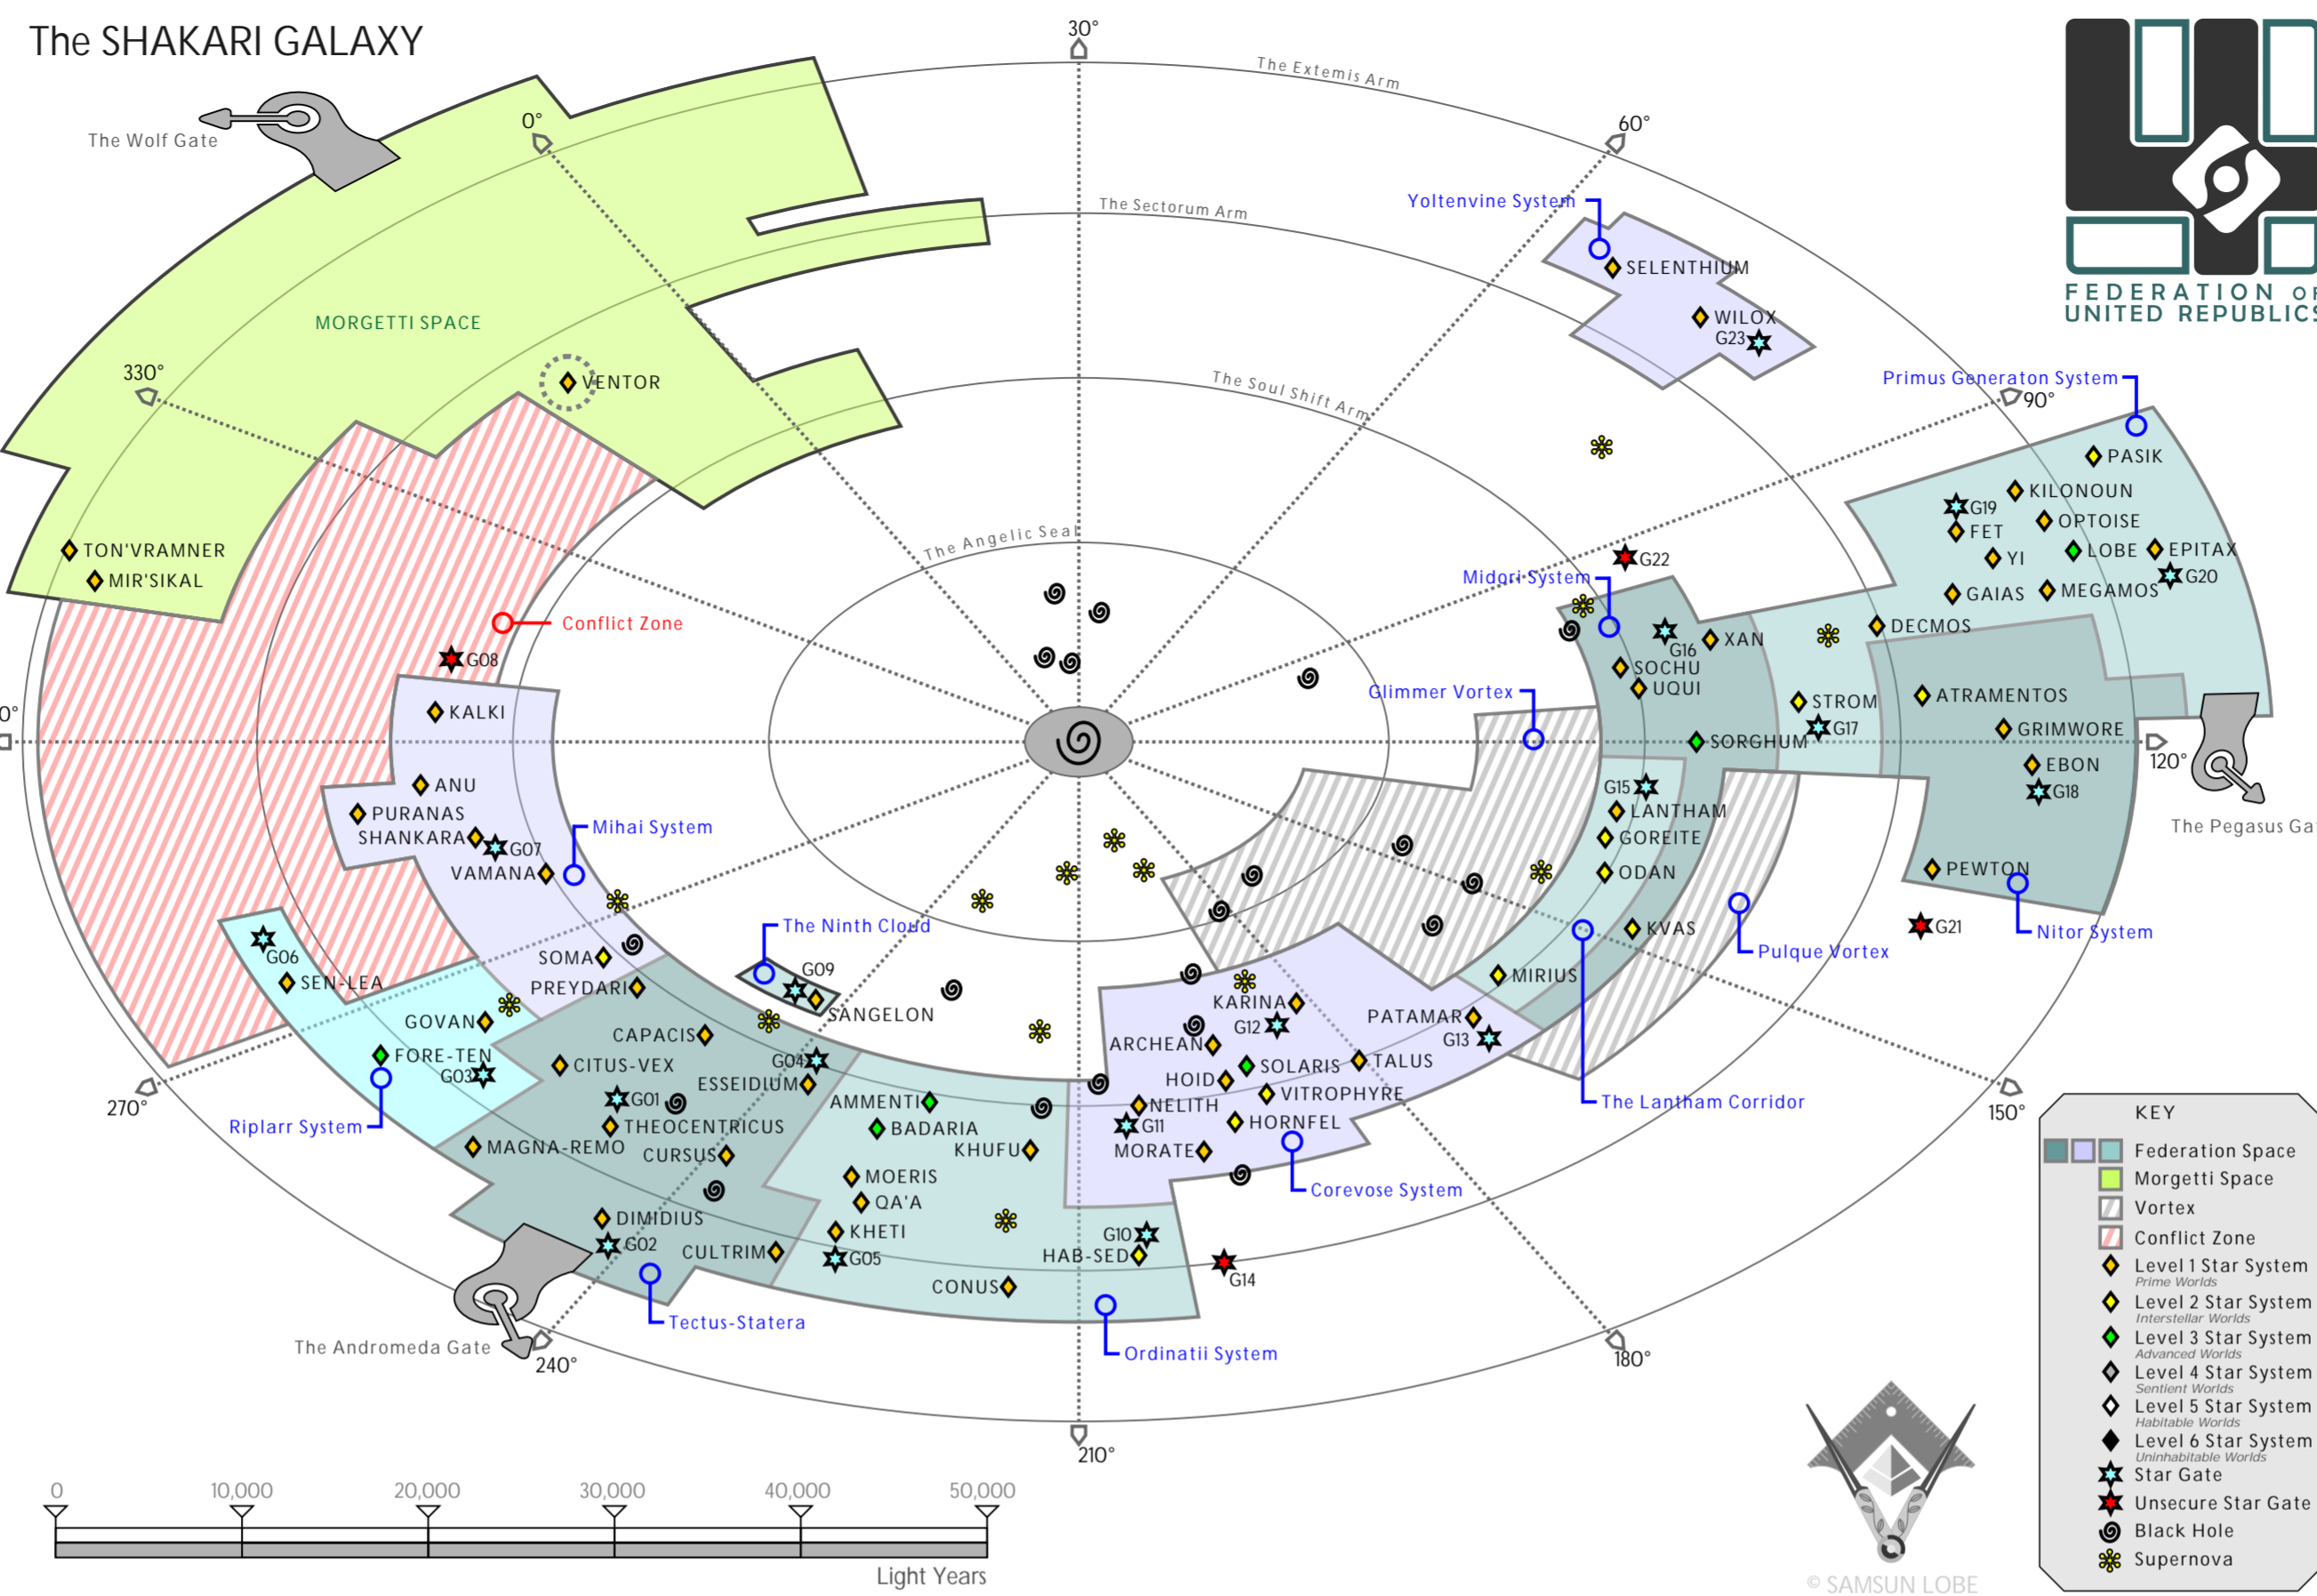 The SHAKARI GALAXY
30°
The Extemis Arm
The Wolf Gate
0°
60°
FEDERATION OF
UNITED REPUBLICS
Yoltenvine System
The Sectorum Arm
SELENTHIUM
WILOX
G23
MORGETTI SPACE
330°
VENTOR
The Soul Shift Arm
Primus Generaton System
90°
PASIK
KILONOUN
G19
OPTOISE
FET
LOBE
EPITAX
YI
G20
GAIAS
MEGAMOS
DECMOS
TON'VRAMNER
MIR'SIKAL
The Angelic Seat
G22
Midori System
Conflict Zone
G08
G16
XAN
SOCHU
UQUI
Glimmer Vortex
STROM
G17
SORGHUM
ATRAMENTOS
GRIMWORE
EBON
G18
120°
The Pegasus Ga
0°
KALKI
ANU
PURANAS
SHANKARA
G07
VAMANA
Mihai System
G15
LANTHAM
GOREITE
ODAN
PEWTON
KVAS
G21
Nitor System
Pulque Vortex
MIRIUS
The Ninth Cloud
G09
SANGELON
G06
SEN-LEA
SOMA
PREYDARI
GOVAN
CAPACIS
FORE-TEN
G03
CITUS-VEX
G04
ESSEIDIUM
270°
Riplarr System
G01
THEOCENTRICUS
MAGNA-REMO
CURSUS
AMMENTI
BADARIA
KHUFU
MOERIS
QA'A
KHETI
G05
DIMIDIUS
G02
CULTRIM
CONUS
KARINA
G12
ARCHEAN
SOLARIS
HOID
NELITH
G11
VITROPHYRE
HORNFEL
MORATE
PATAMAR
G13
TALUS
The Lantham Corridor
150°
Corevose System
G10
HAB-SED
G14
Tectus-Statera
Ordinatii System
The Andromeda Gate
240°
180°
210°
KEY
Federation Space
Morgetti Space
Vortex
Conflict Zone
Level 1 Star System
Prime Worlds
Level 2 Star System
Interstellar Worlds
Level 3 Star System
Advanced Worlds
Level 4 Star System
Sentient Worlds
Level 5 Star System
Habitable Worlds
Level 6 Star System
Uninhabitable Worlds
Star Gate
Unsecure Star Gate
Black Hole
Supernova
0 10,000 20,000 30,000 40,000 50,000
Light Years
© SAMSUN LOBE